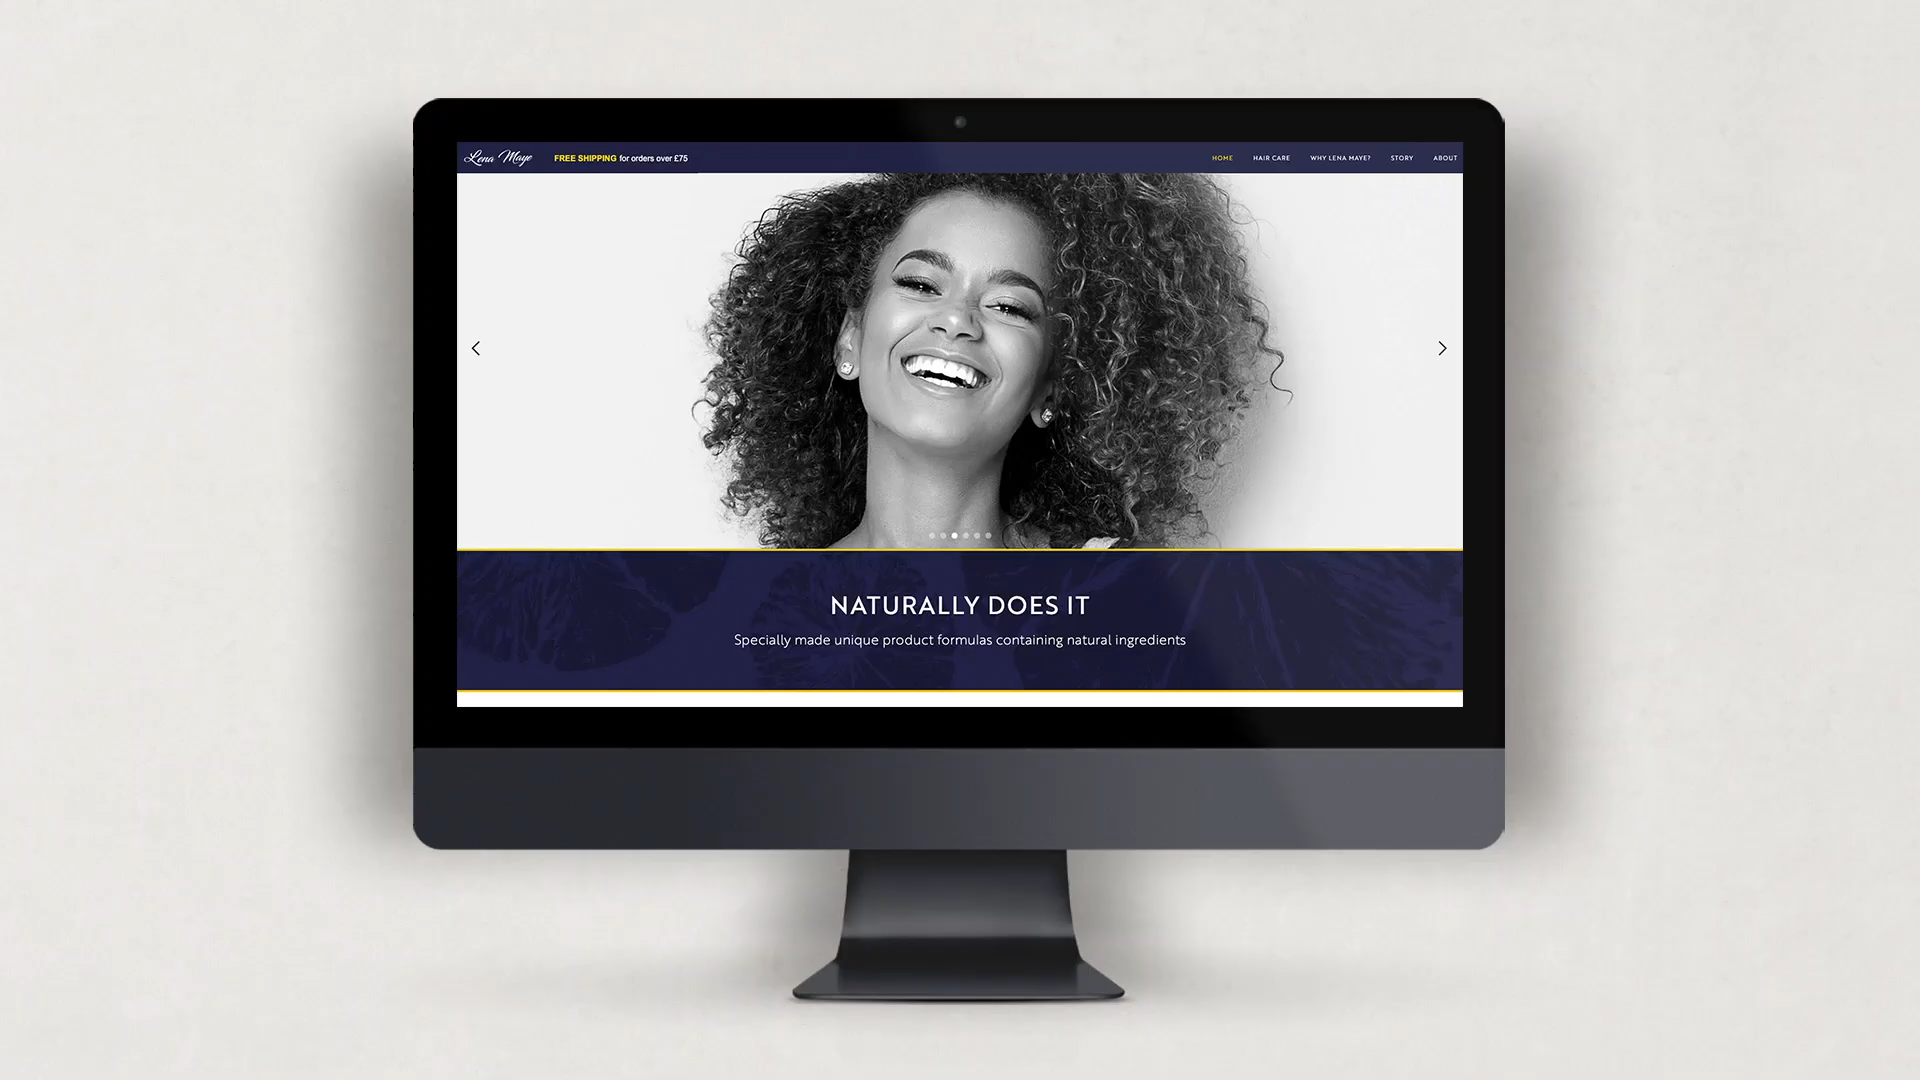 Lena Maye
FREE SHIPPING for orders over £75
HOME HAIR CARE WHY LENA MAYE? STORY ABOUT
NATURALLY DOES IT
Specially made unique product formulas containing natural ingredients